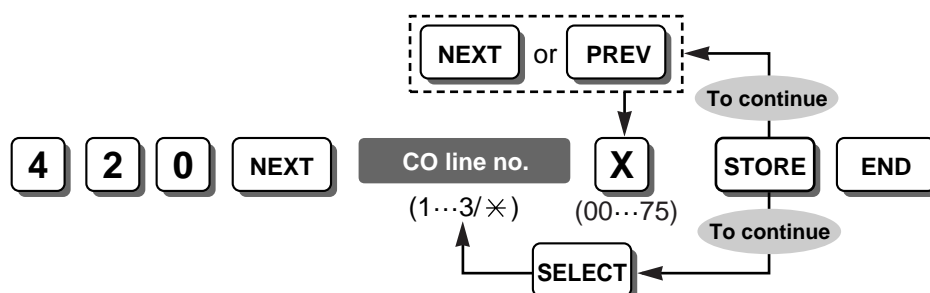 NEXT or PREV
To continue
4 2 0 NEXT CO line no. X STORE END
(1···3/✳) (00···75)
To continue
SELECT